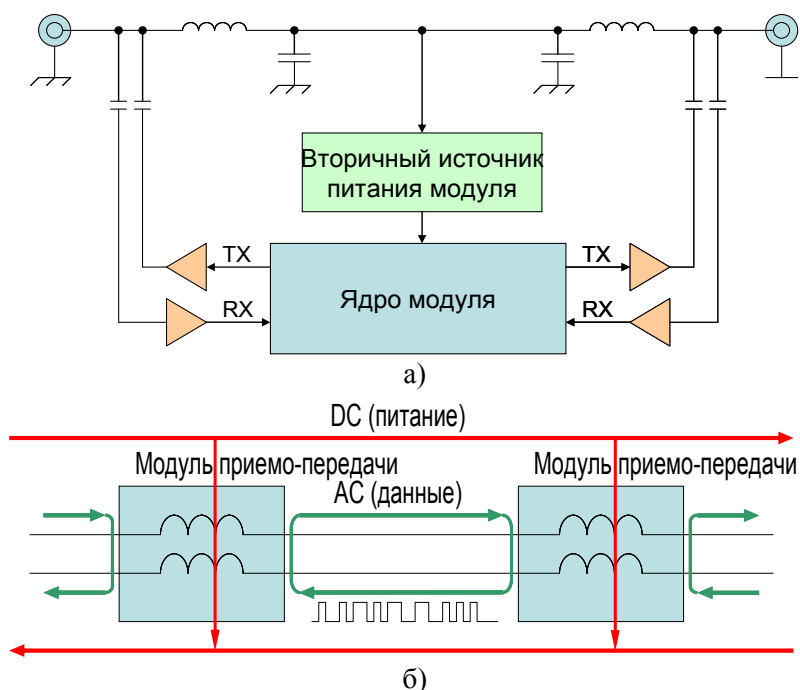 Вторичный источник
питания модуля
TX
TX
Ядро модуля
RX
RX
а)
DC (питание)
Модуль приемо-передачи
Модуль приемо-передачи
AC (данные)
б)